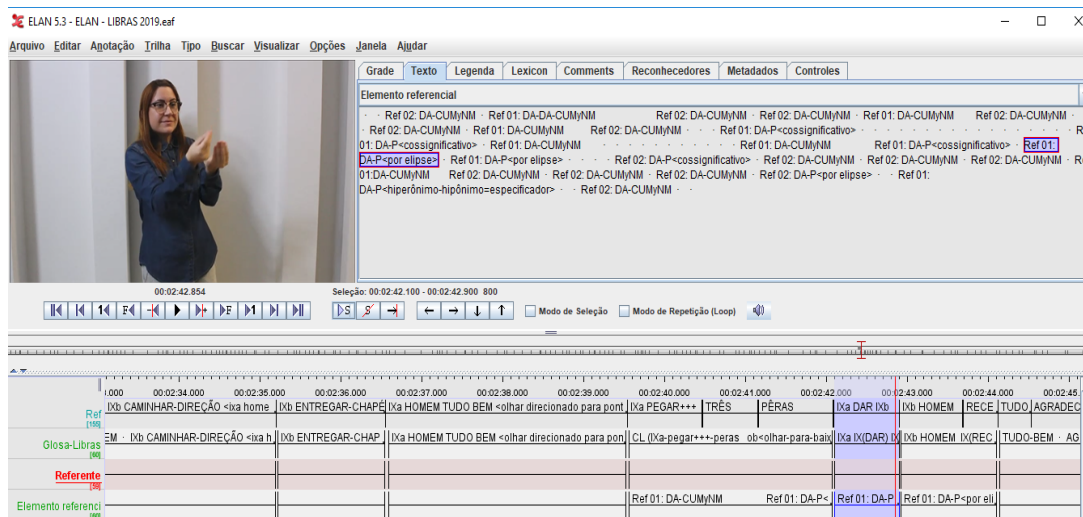 ELAN 5.3 - ELAN - LIBRAS 2019.eaf
Arquivo Editar Anotação Trilha Tipo Buscar Visualizar Opções Janela Ajudar
Grade Texto Legenda Lexicon Comments Reconhecedores Metadados Controles
Elemento referencial
· · Ref 02: DA-CUMyNM · Ref 01: DA-DA-CUMyNM Ref 02: DA-CUMyNM · Ref 02: DA-CUMyNM · Ref 01: DA-CUMyNM Ref 02: DA-CUMyNM
· Ref 02: DA-CUMyNM · Ref 01: DA-CUMyNM Ref 02: DA-CUMyNM · · · Ref 01: DA-P<cossignificativo> · · · · · · · · · · · · · R
01: DA-P<cossignificativo> · Ref 01: DA-CUMyNM · · · · · · · · · · · Ref 01: DA-CUMyNM Ref 01: DA-P<cossignificativo> · Ref 01:
DA-P<por elipse> · Ref 01: DA-P<por elipse> · · · · Ref 02: DA-P<cossignificativo> · Ref 02: DA-CUMyNM · Ref 02: DA-CUMyNM · Ref 02: DA-CUMyNM · R
01:DA-CUMyNM Ref 02: DA-CUMyNM · Ref 02: DA-CUMyNM · Ref 02: DA-CUMyNM · Ref 02: DA-P<por elipse> · · Ref 01:
DA-P<hiperônimo-hipônimo=especificador> · · Ref 02: DA-CUMyNM · ·
00:02:42.854
Seleção: 00:02:42.100 - 00:02:42.900 800
Modo de Seleção Modo de Repetição (Loop)
.000 00:02:34.000 00:02:35.000 00:02:36.000 00:02:37.000 00:02:38.000 00:02:39.000 00:02:40.000 00:02:41.000 00:02:42.000 00:02:43.000 00:02:44.000 00:02:45.
Ref IXb CAMINHAR-DIREÇÃO <ixa home IXb ENTREGAR-CHAPÉ IXa HOMEM TUDO BEM <olhar direcionado para pont IXa PEGAR+++ TRÊS PÊRAS IXa DAR IXb IXb HOMEM RECE TUDO AGRADEC
[155]
Glosa-Libras EM · IXb CAMINHAR-DIREÇÃO <ixa h IXb ENTREGAR-CHAP IXa HOMEM TUDO BEM <olhar direcionado para pon CL (IXa-pegar+++-peras ob<olhar-para-baix IXa IX(DAR) IX IXb HOMEM IX(REC TUDO-BEM · AG
[60]
Referente
Elemento referenci Ref 01: DA-CUMyNM Ref 01: DA-P< Ref 01: DA-P Ref 01: DA-P<por eli
[60]